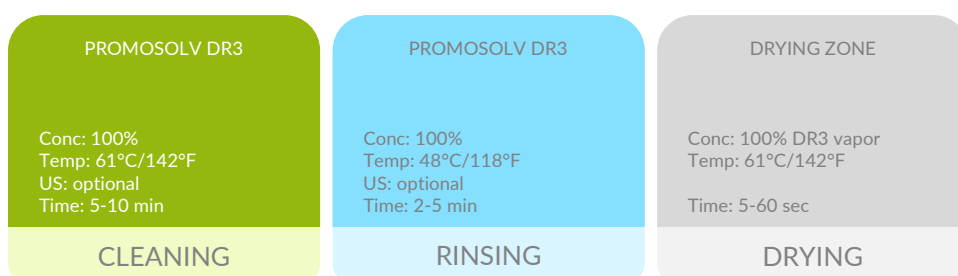 PROMOSOLV DR3
Conc: 100%
Temp: 61°C/142°F
US: optional
Time: 5-10 min
CLEANING
PROMOSOLV DR3
Conc: 100%
Temp: 48°C/118°F
US: optional
Time: 2-5 min
RINSING
DRYING ZONE
Conc: 100% DR3 vapor
Temp: 61°C/142°F
Time: 5-60 sec
DRYING